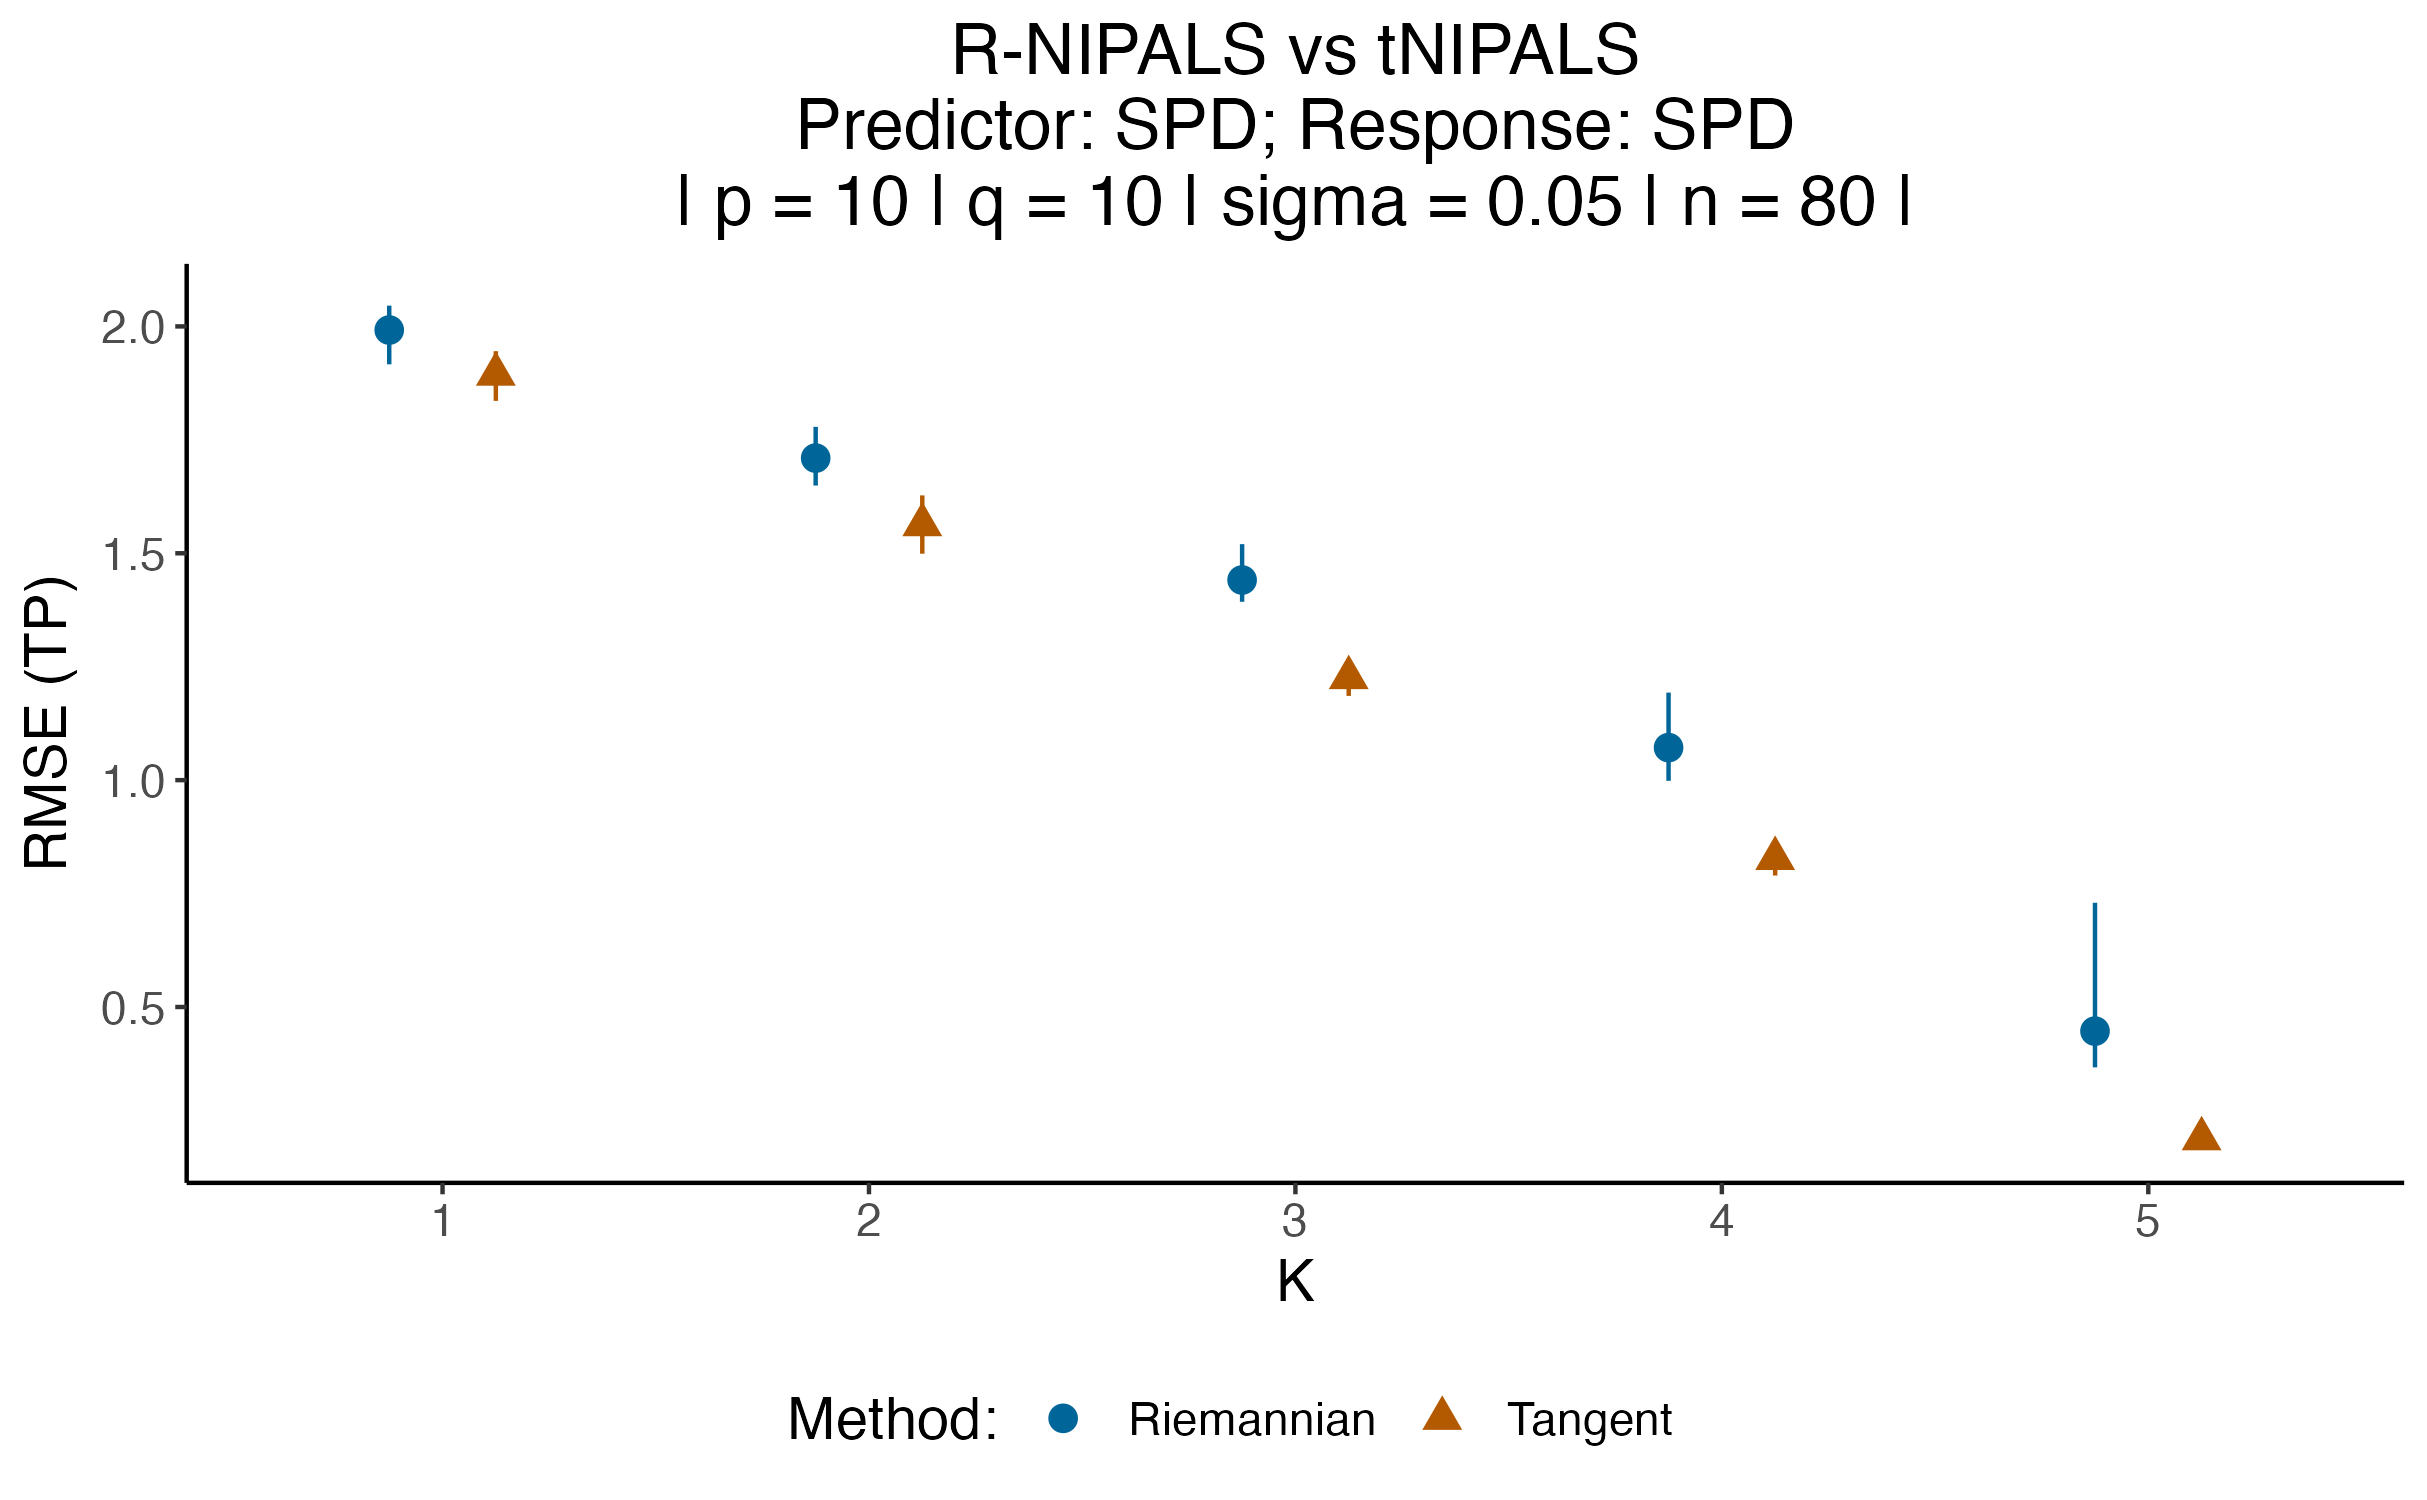 R-NIPALS vs tNIPALS
Predictor: SPD; Response: SPD
| p = 10 | q = 10 | sigma = 0.05 | n = 80 |
RMSE (TP)
2.0
1.5
1.0
0.5
1 2 3 4 5
K
Method: Riemannian Tangent